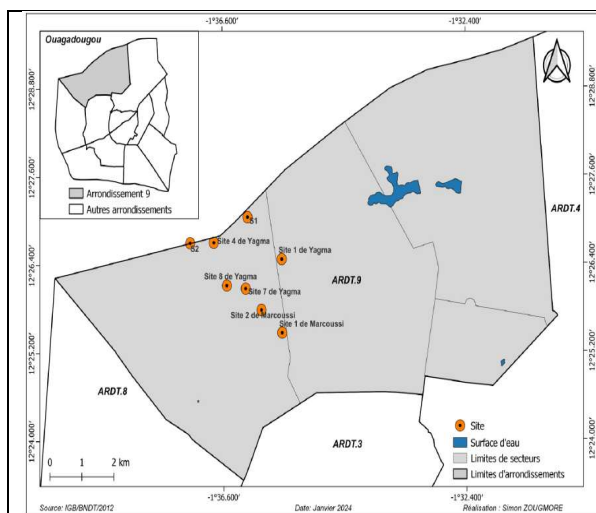 -1°36.600'
-1°32.400'
Ouagadougou
Arrondissement 9
Autres arrondissements
12°28.800'
12°28.800'
12°27.600'
12°27.600'
ARDT.4
S1
S2
Site 4 de Yagma
Site 1 de Yagma
12°26.400'
12°26.400'
Site 8 de Yagma
ARDT.9
Site 7 de Yagma
Site 2 de Marcoussi
Site 1 de Marcoussi
12°25.200'
12°25.200'
ARDT.8
ARDT.3
12°24.000'
12°24.000'
Site
Surface d'eau
Limites de secteurs
Limites d'arrondissements
0 1 2 km
-1°36.600'
-1°32.400'
Source: IGB/BNDT/2012
Date: Janvier 2024
Réalisation : Simon ZOUGMORE